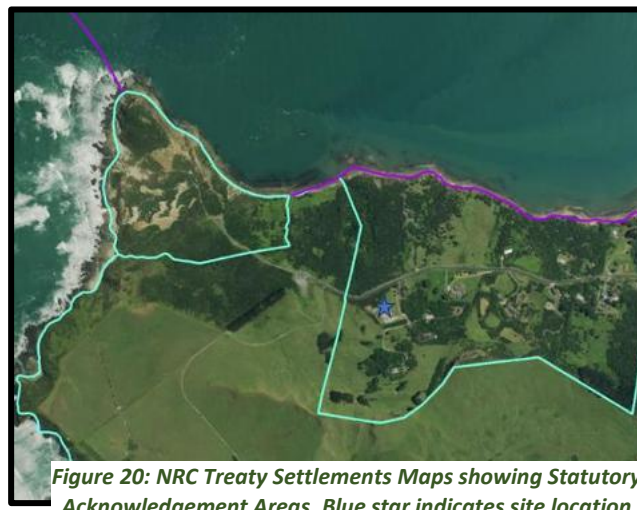 Figure 20: NRC Treaty Settlements Maps showing Statutory
Acknowledgement Areas. Blue star indicates site location